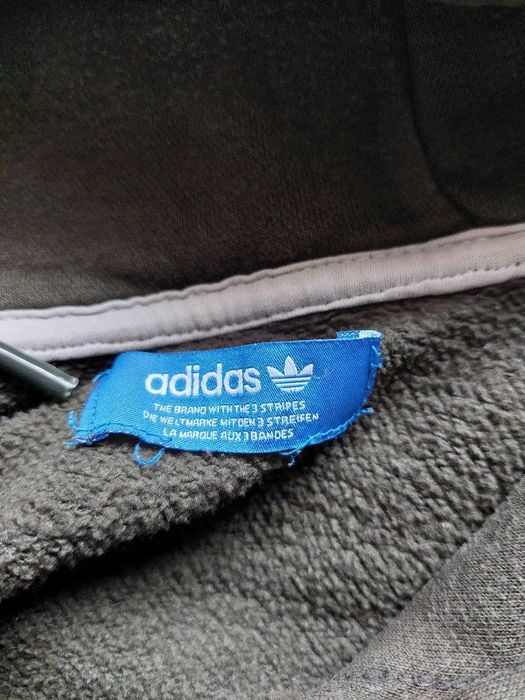 adidas
THE BRAND WITH THE 3 STRIPES
DIE WELTMARKE MIT DEN 3 STREIFEN
LA MARQUE AUX 3 BANDES